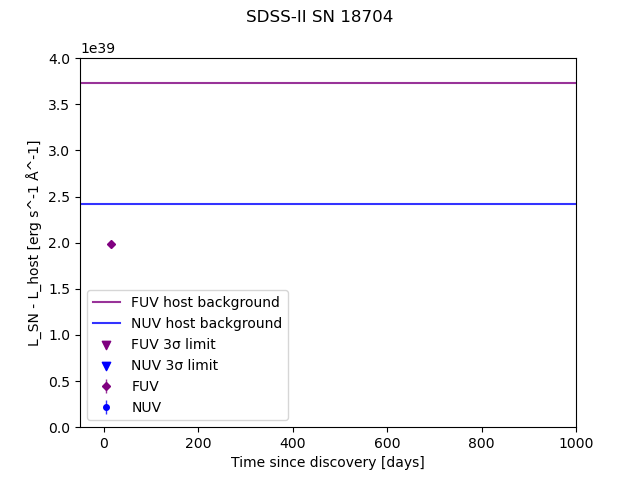 SDSS-II SN 18704
1e39
4.0
3.5
3.0
2.5
2.0
1.5
1.0
0.5
0.0
L_SN - L_host [erg s^-1 Å^-1]
FUV host background
NUV host background
FUV 3σ limit
NUV 3σ limit
FUV
NUV
0 200 400 600 800 1000
Time since discovery [days]